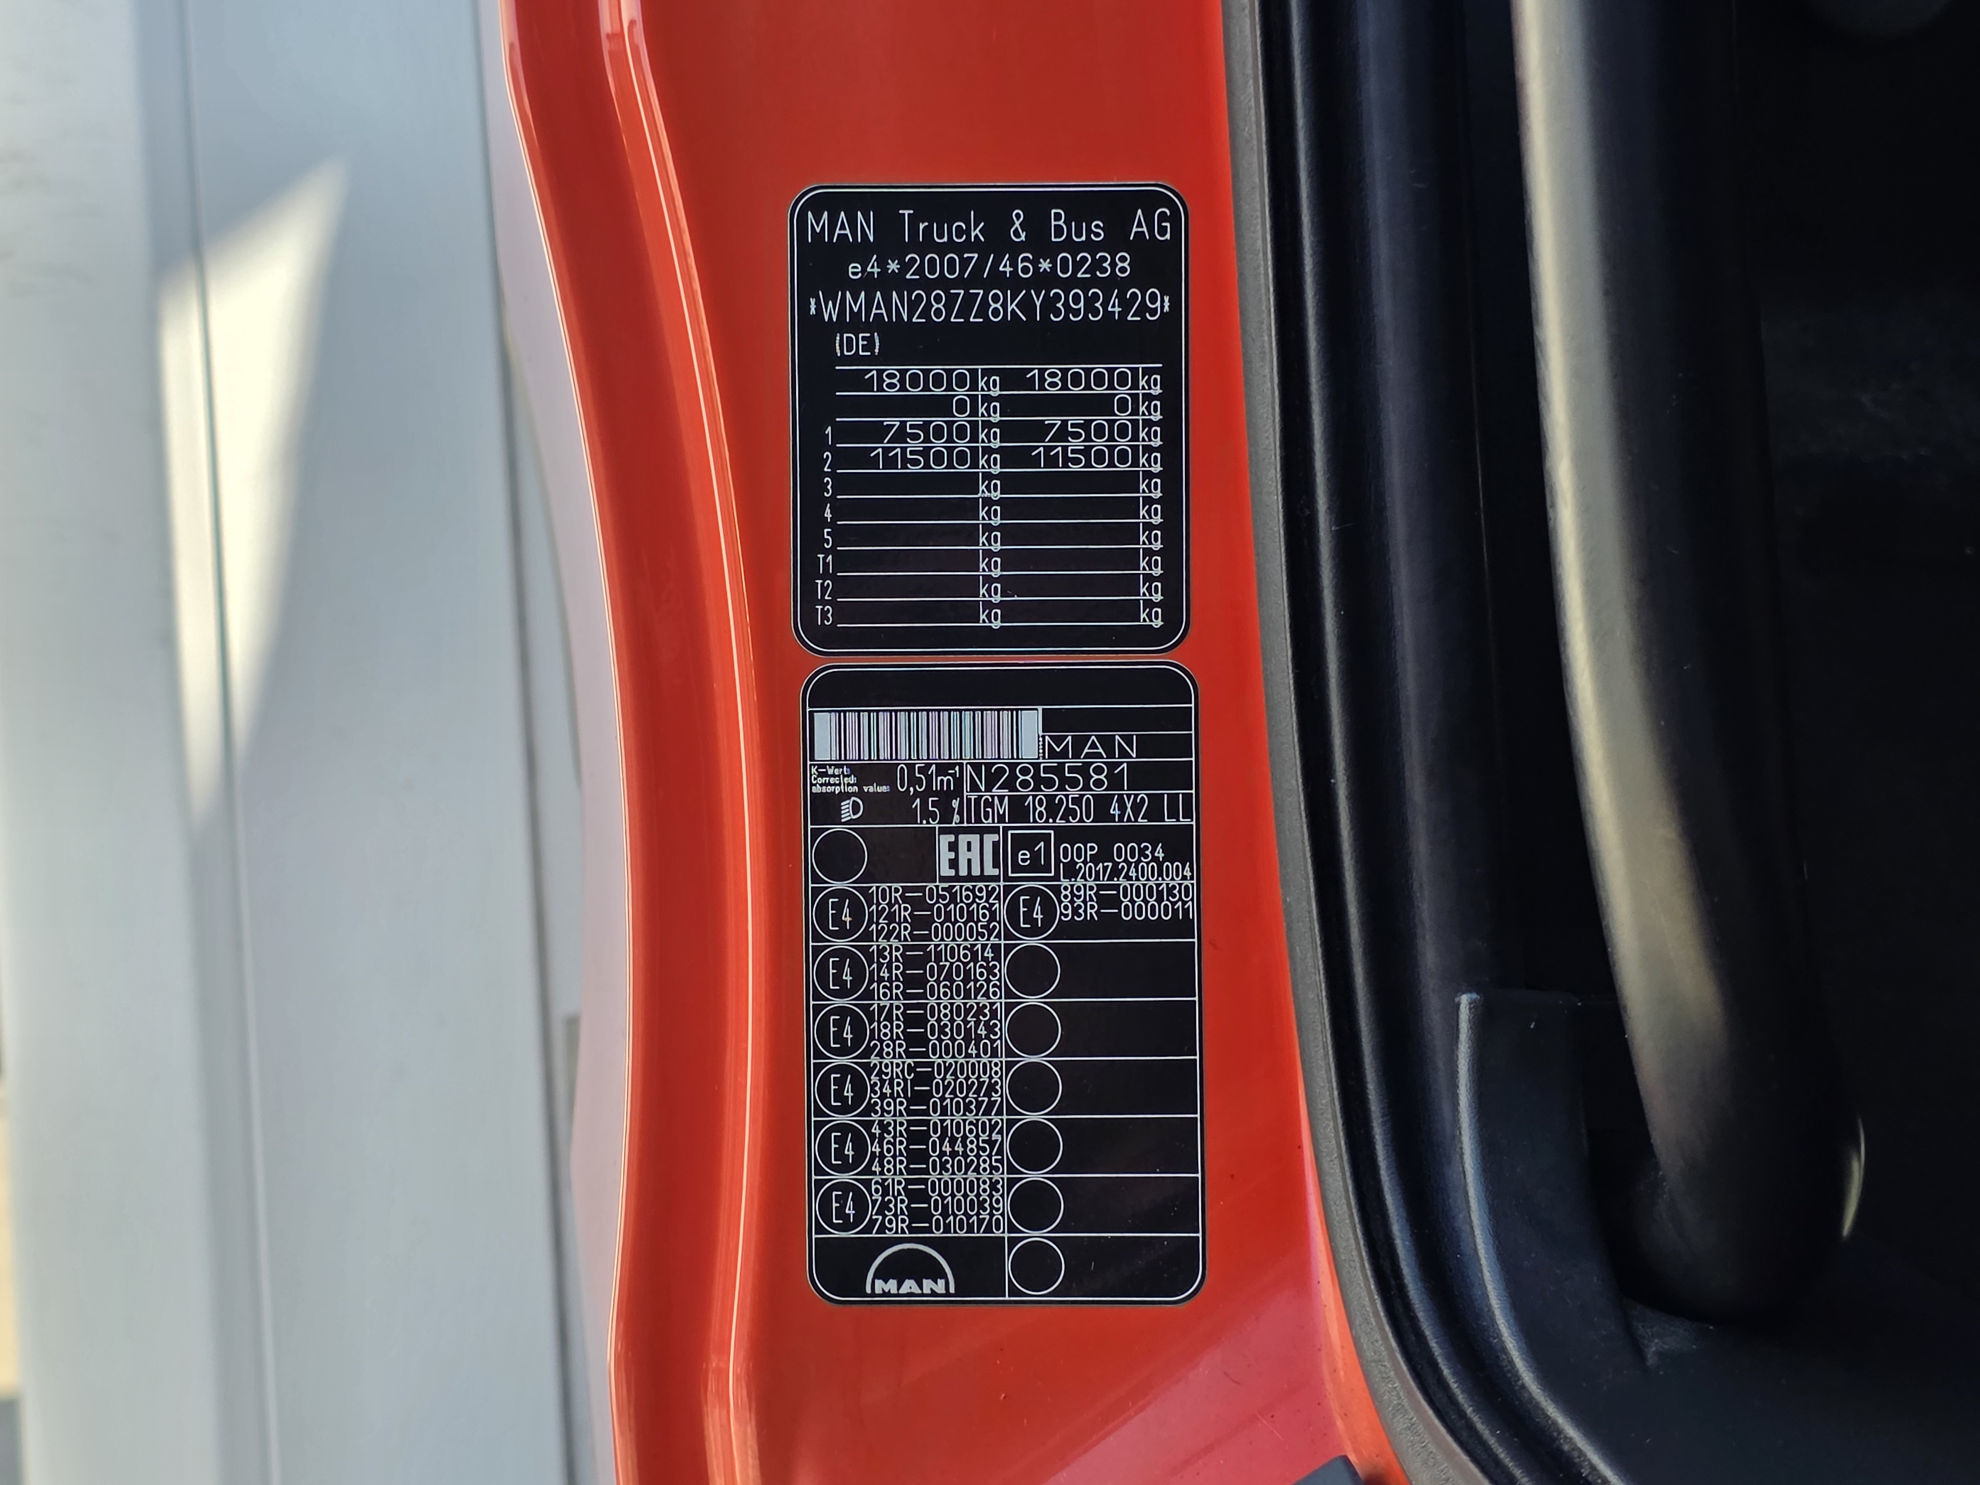 MAN Truck & Bus AG
e4*2007/46*0238
*WMAN28ZZ8KY393429*
(DE)
18000 kg 18000 kg
0 kg 0 kg
1 7500 kg 7500 kg
2 11500 kg 11500 kg
3 kg kg
4 kg kg
5 kg kg
T1 kg kg
T2 kg kg
T3 kg kg
MAN
K-Wert:
Corrected:
absorption value: 0,51m⁻¹ N285581
1.5 % TGM 18.250 4X2 LL
EAC e1 00P 0034
L.2017.2400.004
E4 10R-051692 E4 89R-000130
121R-010161 93R-000011
122R-000052
E4 13R-110614
14R-070163
16R-060126
E4 17R-080231
18R-030143
28R-000401
E4 29RC-020008
34RI-020273
39R-010377
E4 43R-010602
46R-044857
48R-030285
E4 61R-000083
73R-010039
79R-010170
MAN